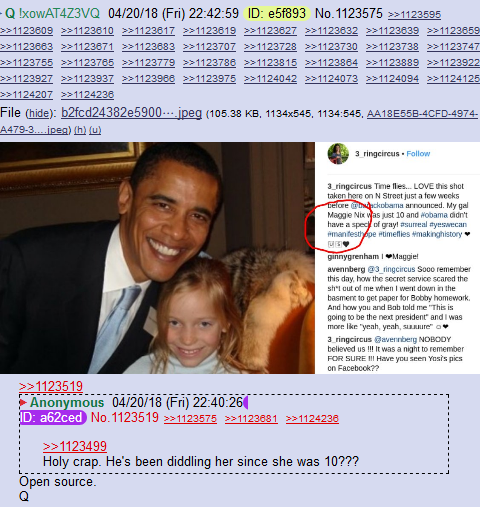 Q !xowAT4Z3VQ 04/20/18 (Fri) 22:42:59 ID: e5f893 No.1123575 >>1123595
>>1123609 >>1123610 >>1123617 >>1123619 >>1123627 >>1123632 >>1123639 >>1123659
>>1123663 >>1123671 >>1123683 >>1123707 >>1123728 >>1123730 >>1123738 >>1123747
>>1123755 >>1123765 >>1123779 >>1123786 >>1123815 >>1123864 >>1123889 >>1123922
>>1123927 >>1123937 >>1123966 >>1123975 >>1124042 >>1124073 >>1124094 >>1124125
>>1124207 >>1124236
File (hide): b2fcd24382e5900⋯.jpeg (105.38 KB, 1134x545, 1134:545, AA18E55B-4CFD-4974-
A479-3….jpeg) (h) (u)
3_ringcircus • Follow
3_ringcircus Time flies... LOVE this shot
taken here on N Street just a few weeks
before @barackobama announced. My gal
Maggie Nix was just 10 and #obama didn't
have a speck of gray! #surreal #yeswecan
#manifesthope #timeflies #makinghistory ❤
🇺🇸❤
ginnygrenham I ❤Maggie!
avennberg @3_ringcircus Sooo remember
this day, how the secret service scared the
sh*t out of me when I went down in the
basment to get paper for Bobby homework.
And how you and Bob told me "This is
going to be the next president" and I was
more like "yeah, yeah, suuure" ☺❤
3_ringcircus @avennberg NOBODY
believed us !!! It was a night to remember
FOR SURE !!! Have you seen Yosi's pics
on Facebook??
>>1123519
Anonymous 04/20/18 (Fri) 22:40:26
ID: a62ced No.1123519 >>1123575 >>1123681 >>1124236
>>1123499
Holy crap. He's been diddling her since she was 10???
Open source.
Q